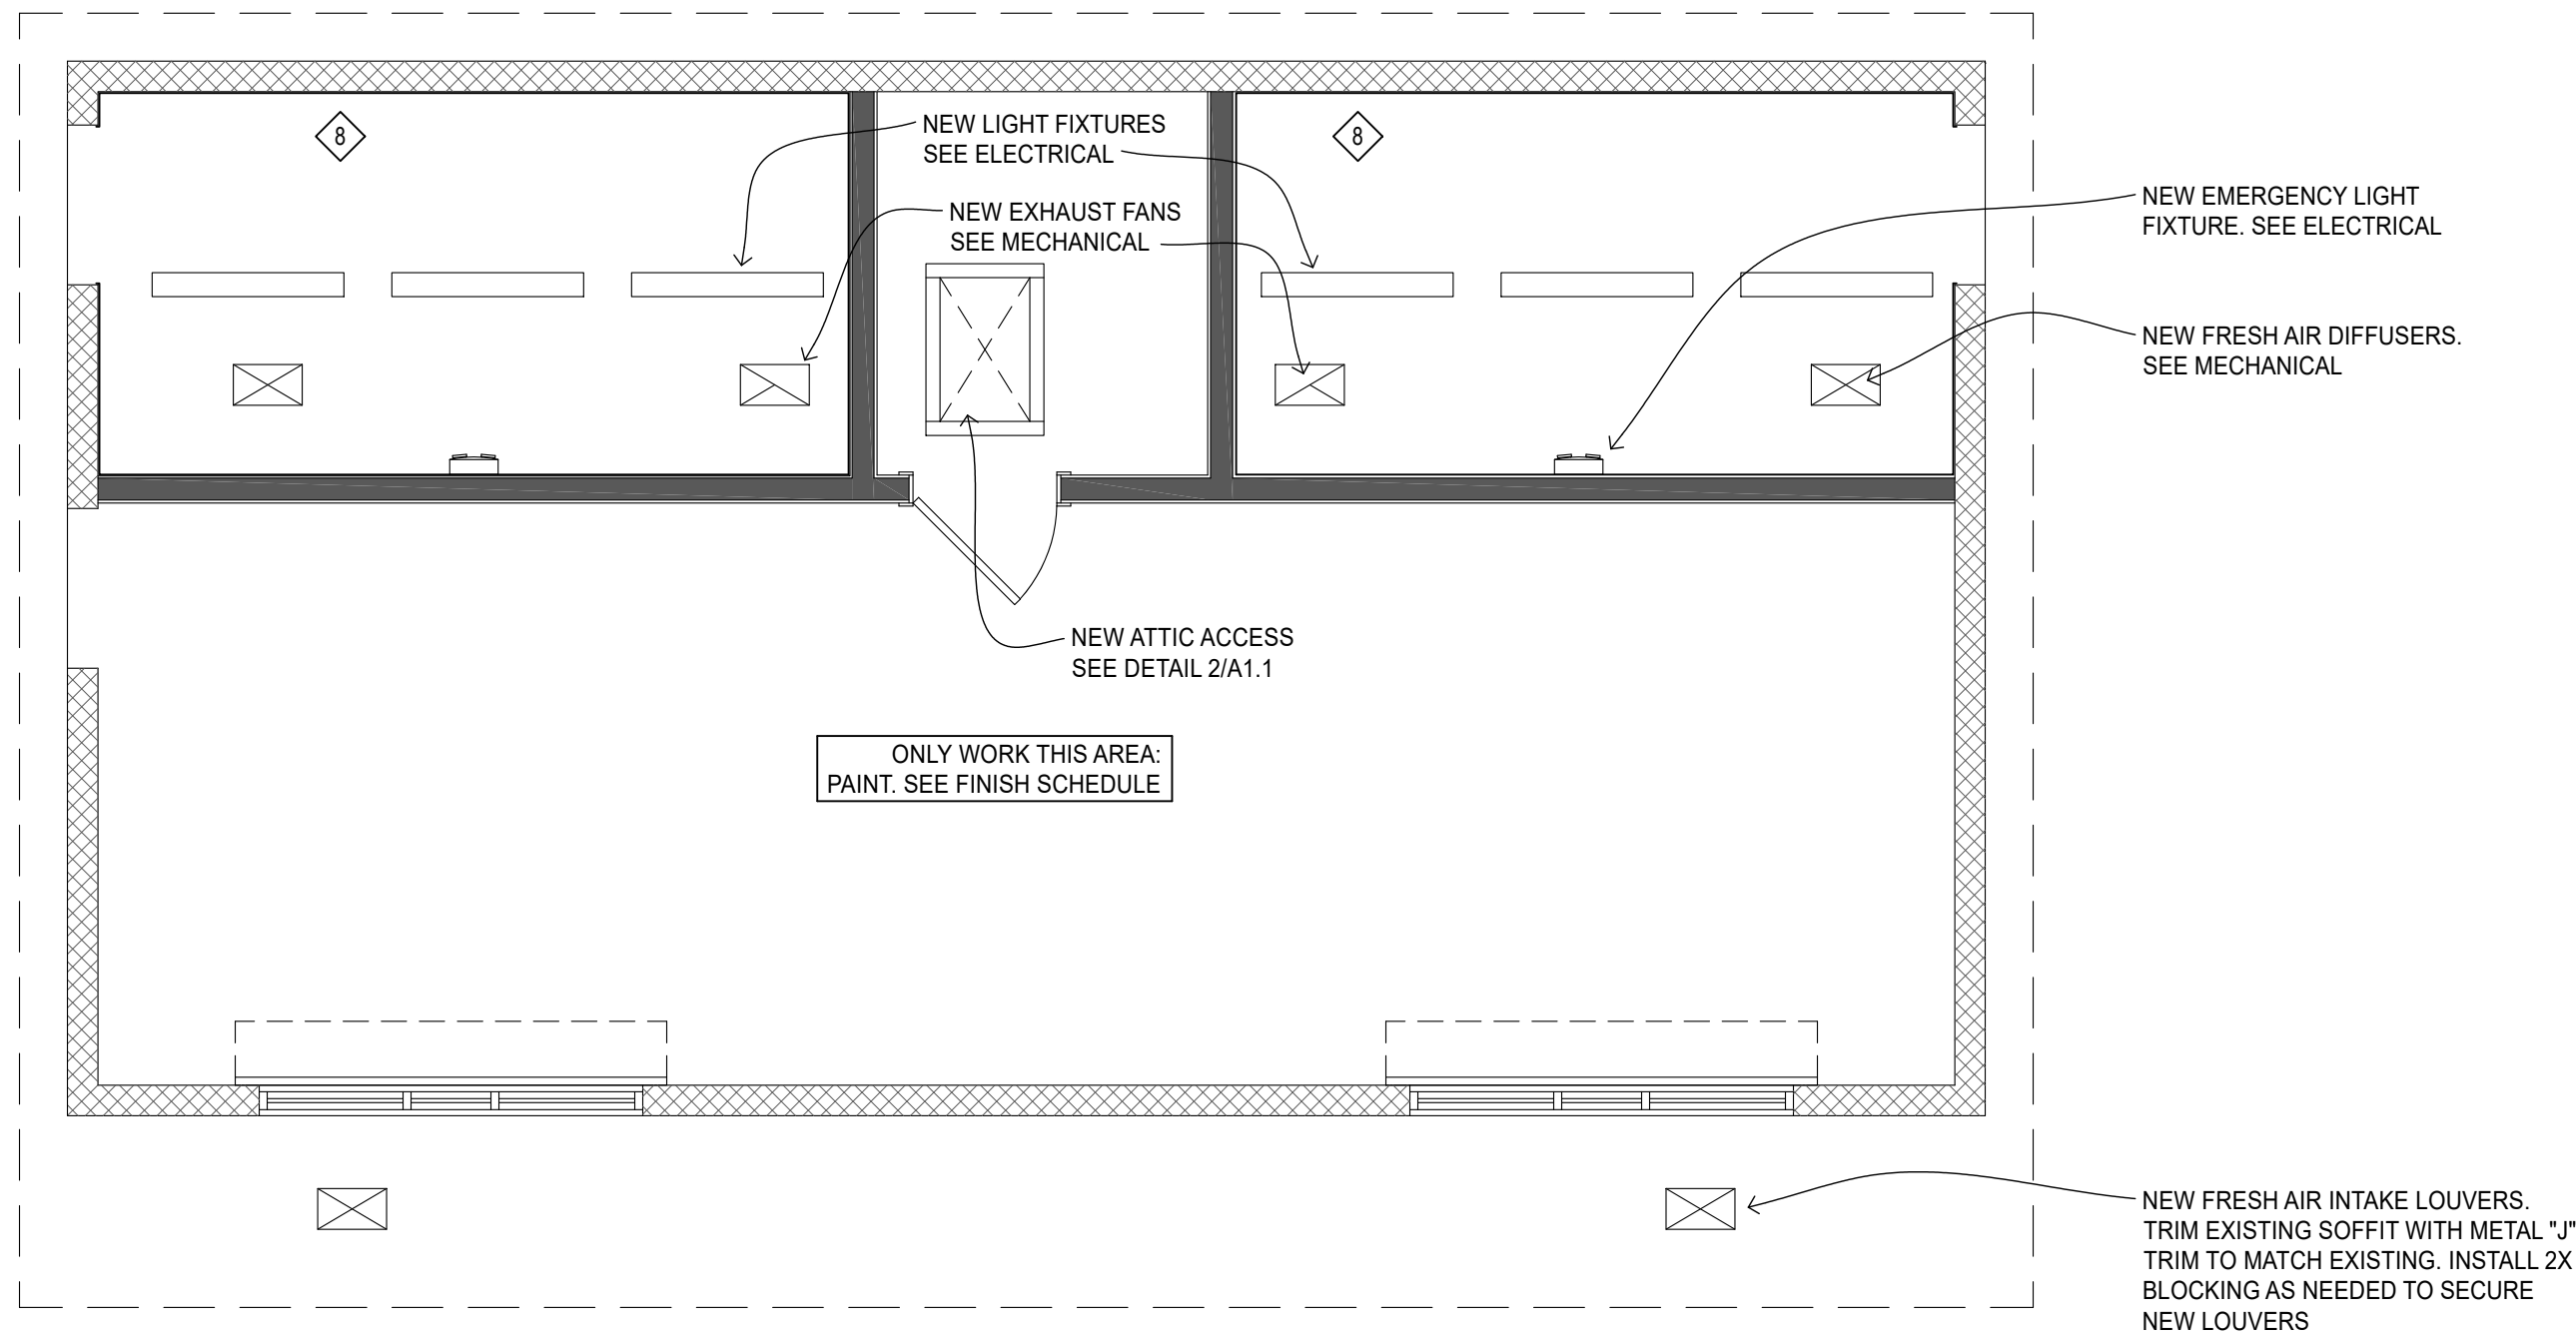 8
8
NEW LIGHT FIXTURES
SEE ELECTRICAL
NEW EXHAUST FANS
SEE MECHANICAL
NEW EMERGENCY LIGHT
FIXTURE. SEE ELECTRICAL
NEW FRESH AIR DIFFUSERS.
SEE MECHANICAL
NEW ATTIC ACCESS
SEE DETAIL 2/A1.1
ONLY WORK THIS AREA:
PAINT. SEE FINISH SCHEDULE
NEW FRESH AIR INTAKE LOUVERS.
TRIM EXISTING SOFFIT WITH METAL "J"
TRIM TO MATCH EXISTING. INSTALL 2X
BLOCKING AS NEEDED TO SECURE
NEW LOUVERS